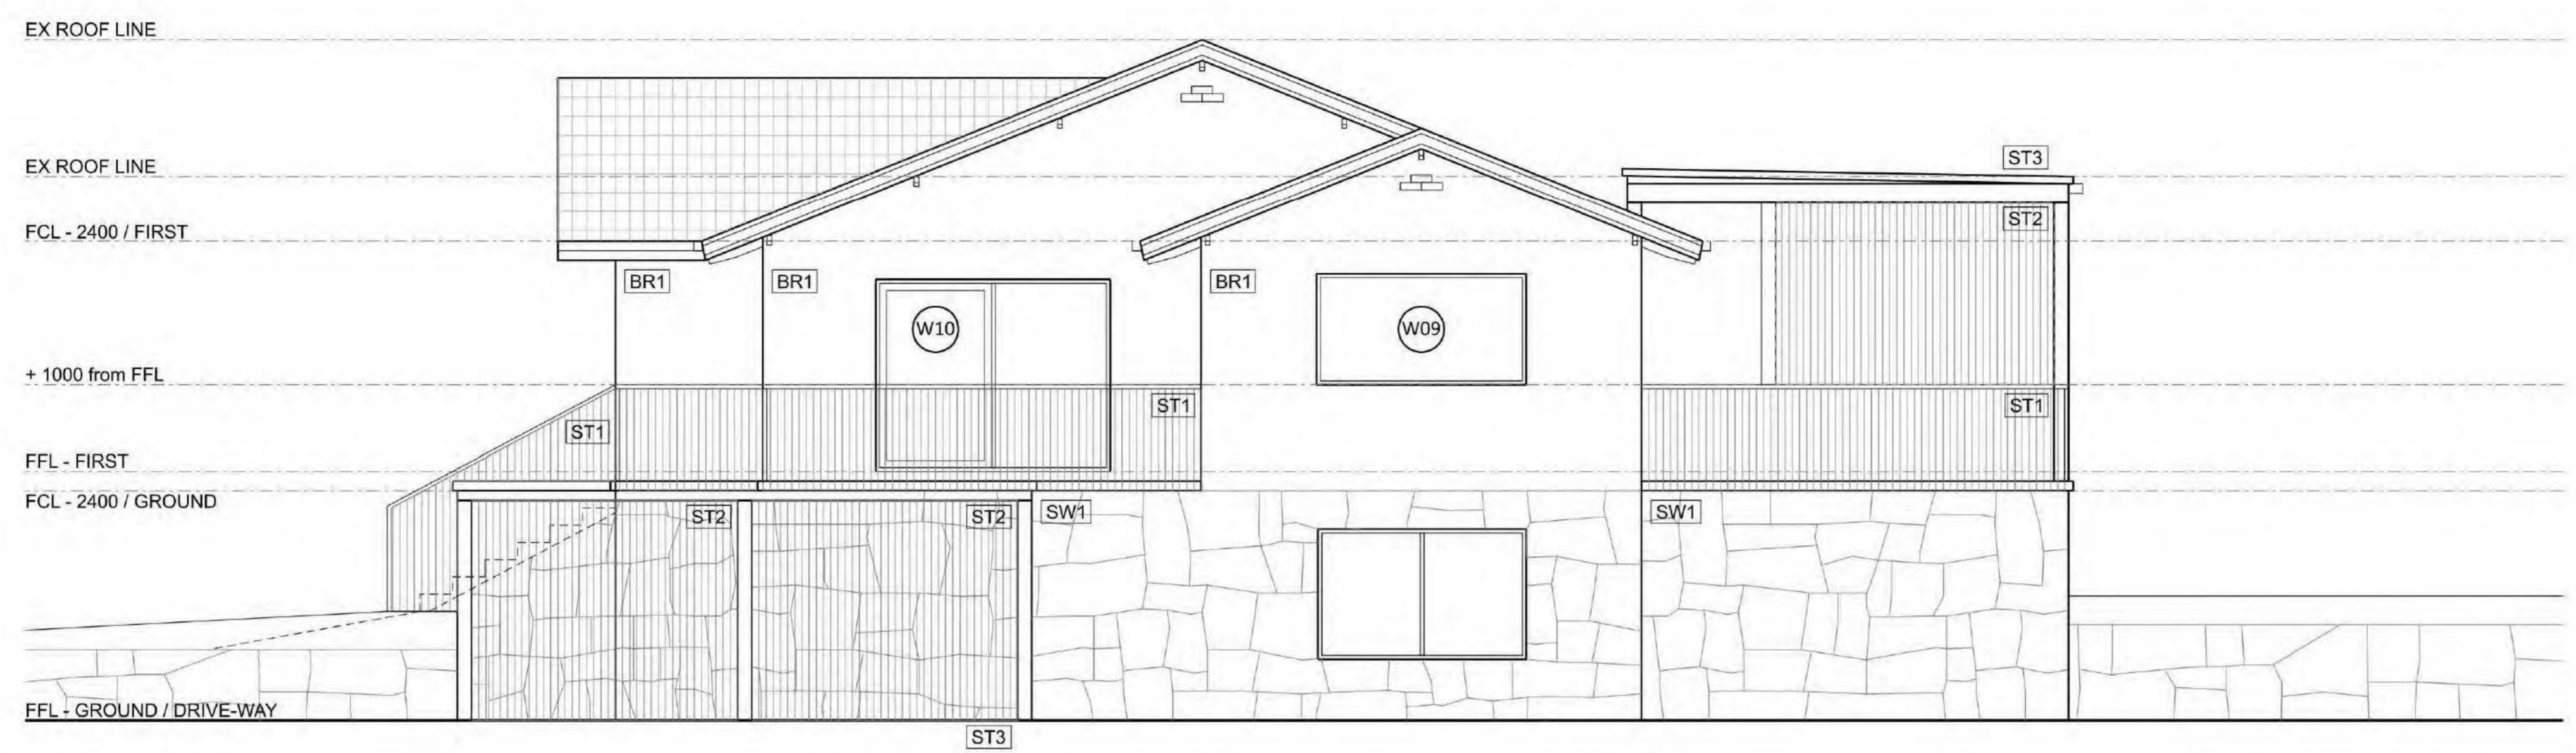 EX ROOF LINE
EX ROOF LINE
ST3
ST2
FCL - 2400 / FIRST
BR1
BR1
BR1
W10
W09
+ 1000 from FFL
ST1
ST1
ST1
FFL - FIRST
FCL - 2400 / GROUND
ST2
ST2
SW1
SW1
FFL - GROUND / DRIVE-WAY
ST3